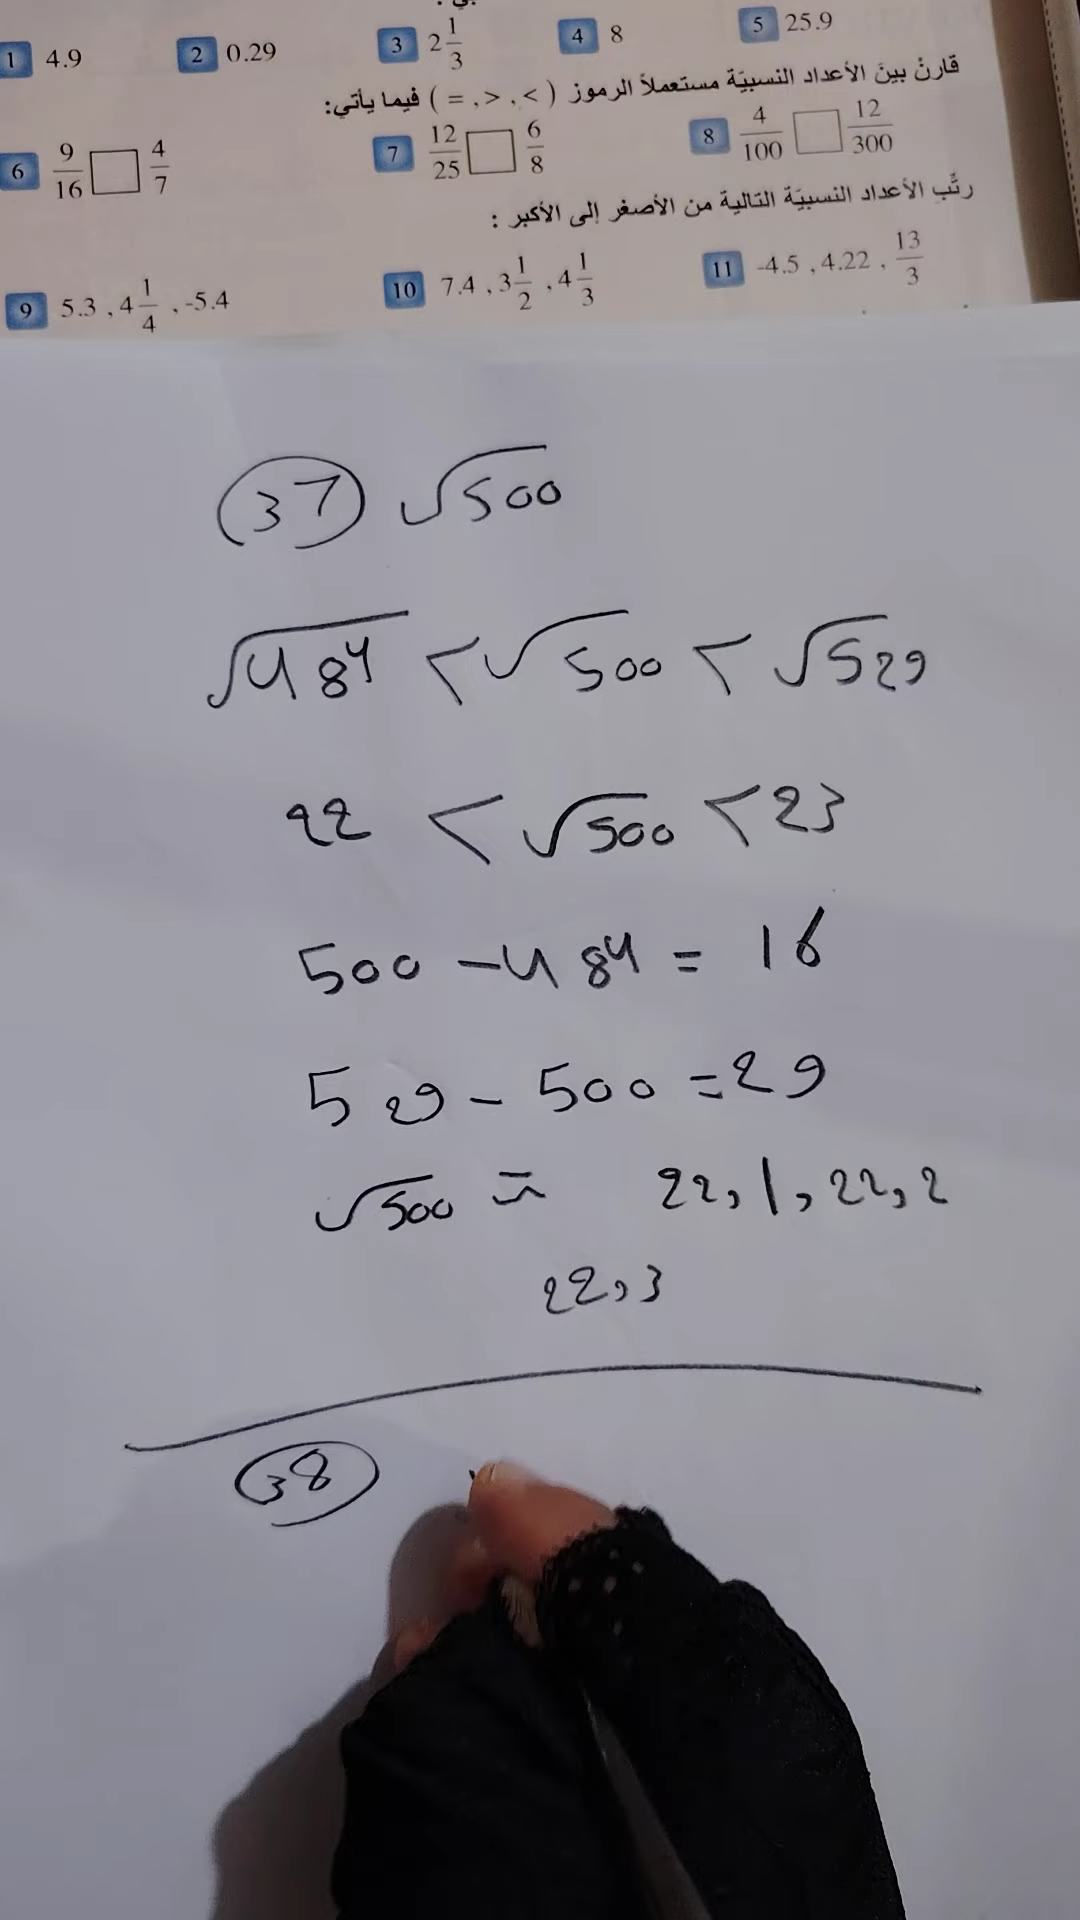 1 4.9 2 0.29 3 2 1/3 4 8 5 25.9
قارنْ بينَ الأعداد النسبيّة مستعملاً الرموز ( < ، > ، = ) فيما يأتي:
6 9/16 □ 4/7 7 12/25 □ 6/8 8 4/100 □ 12/300
رتِّب الأعداد النسبيّة التالية من الأصغر إلى الأكبر :
9 5.3 , 4 1/4 , -5.4 10 7.4 , 3 1/2 , 4 1/3 11 -4.5 , 4.22 , 13/3
37 √500
√484 < √500 < √529
22 < √500 < 23
500 - 484 = 16
529 - 500 = 29
√500 ≈ 22,1 , 22,2
22,3
38